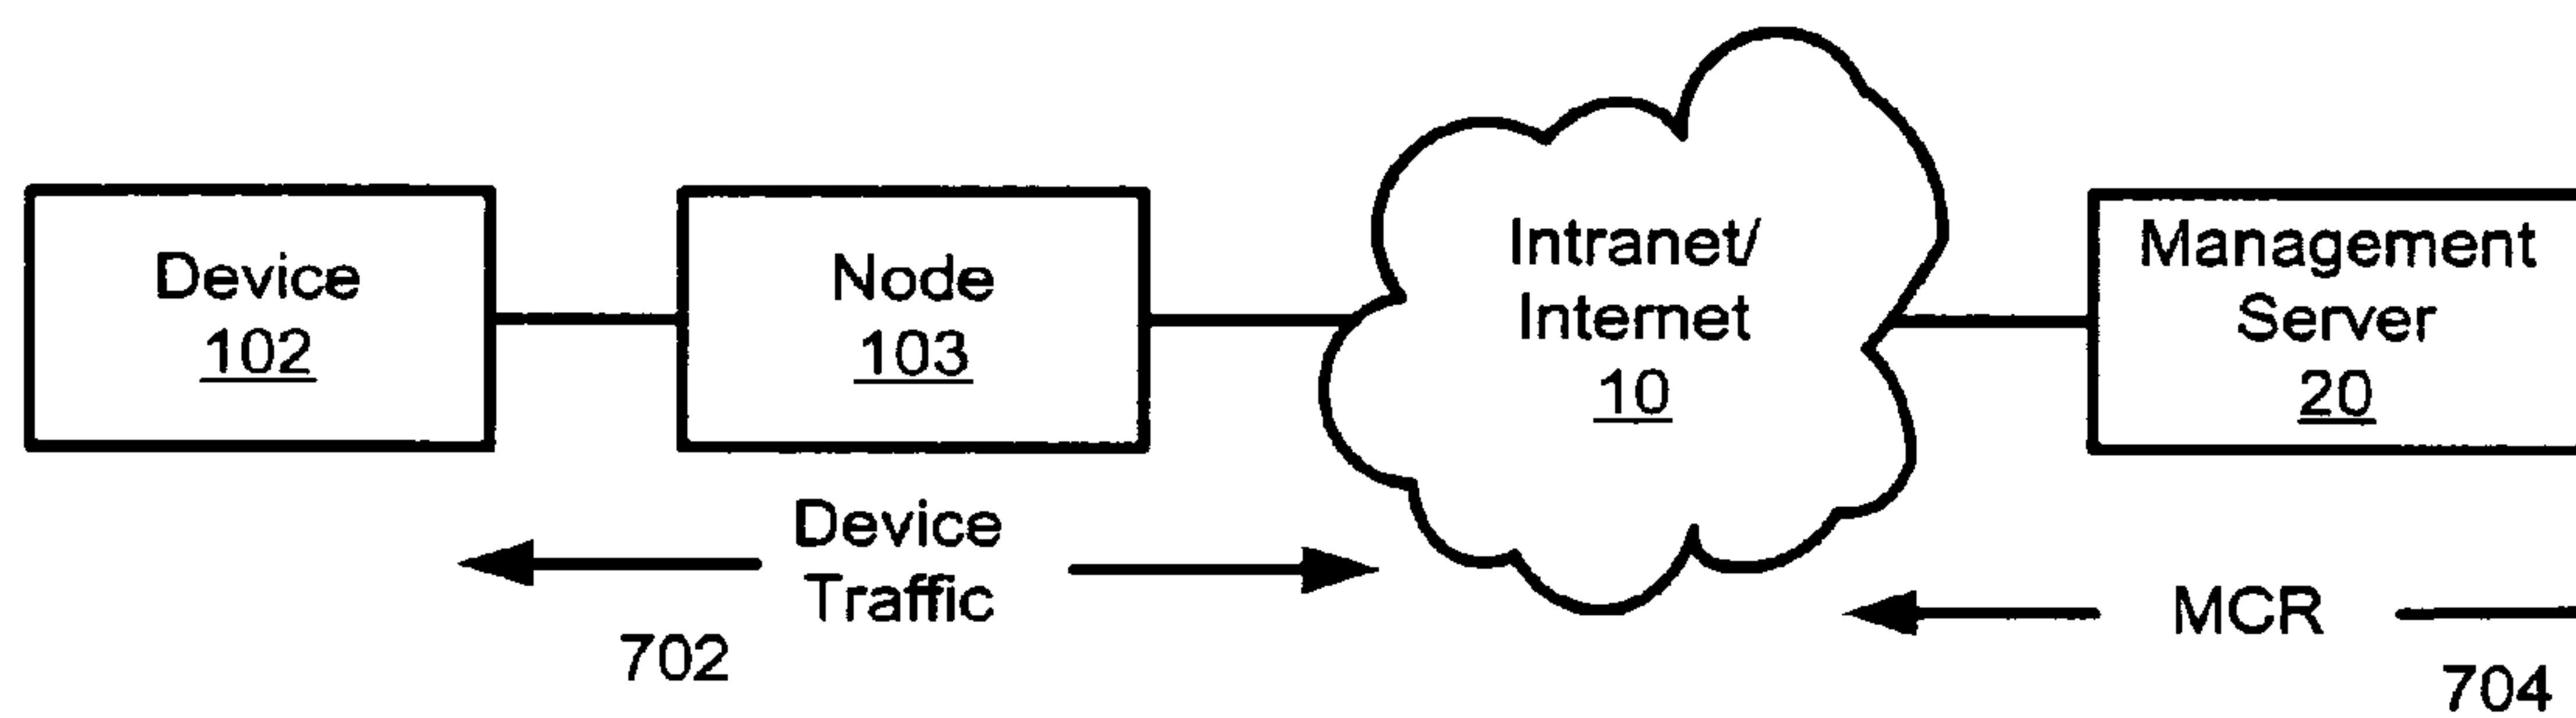 Device
102
Node
103
Intranet/
Internet
10
Management
Server
20
Device
Traffic
702
MCR
704